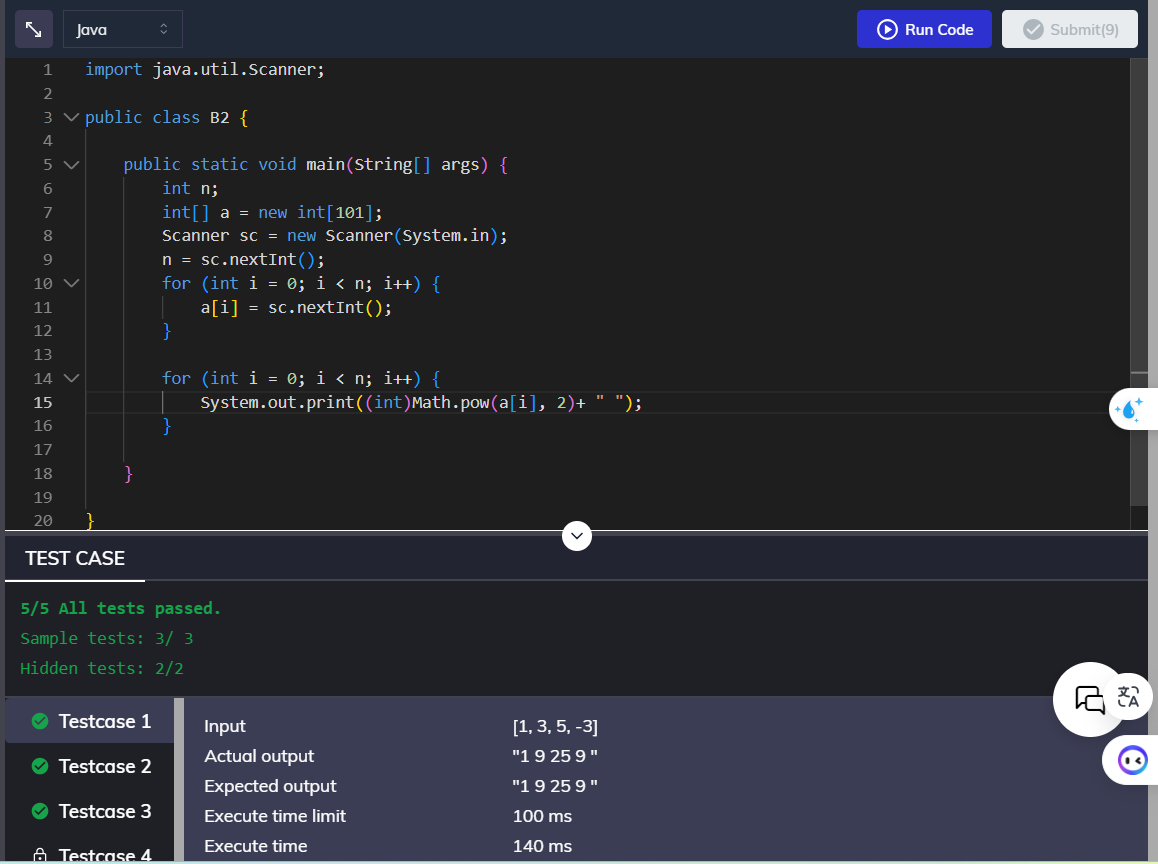 Java
Run Code
Submit(9)
1 import java.util.Scanner;
2
3 public class B2 {
4
5 public static void main(String[] args) {
6 int n;
7 int[] a = new int[101];
8 Scanner sc = new Scanner(System.in);
9 n = sc.nextInt();
10 for (int i = 0; i < n; i++) {
11 a[i] = sc.nextInt();
12 }
13
14 for (int i = 0; i < n; i++) {
15 System.out.print((int)Math.pow(a[i], 2)+ " ");
16 }
17
18 }
19
20 }
TEST CASE
5/5 All tests passed.
Sample tests: 3/ 3
Hidden tests: 2/2
Testcase 1
Testcase 2
Testcase 3
Testcase 4
Input [1, 3, 5, -3]
Actual output "1 9 25 9 "
Expected output "1 9 25 9 "
Execute time limit 100 ms
Execute time 140 ms